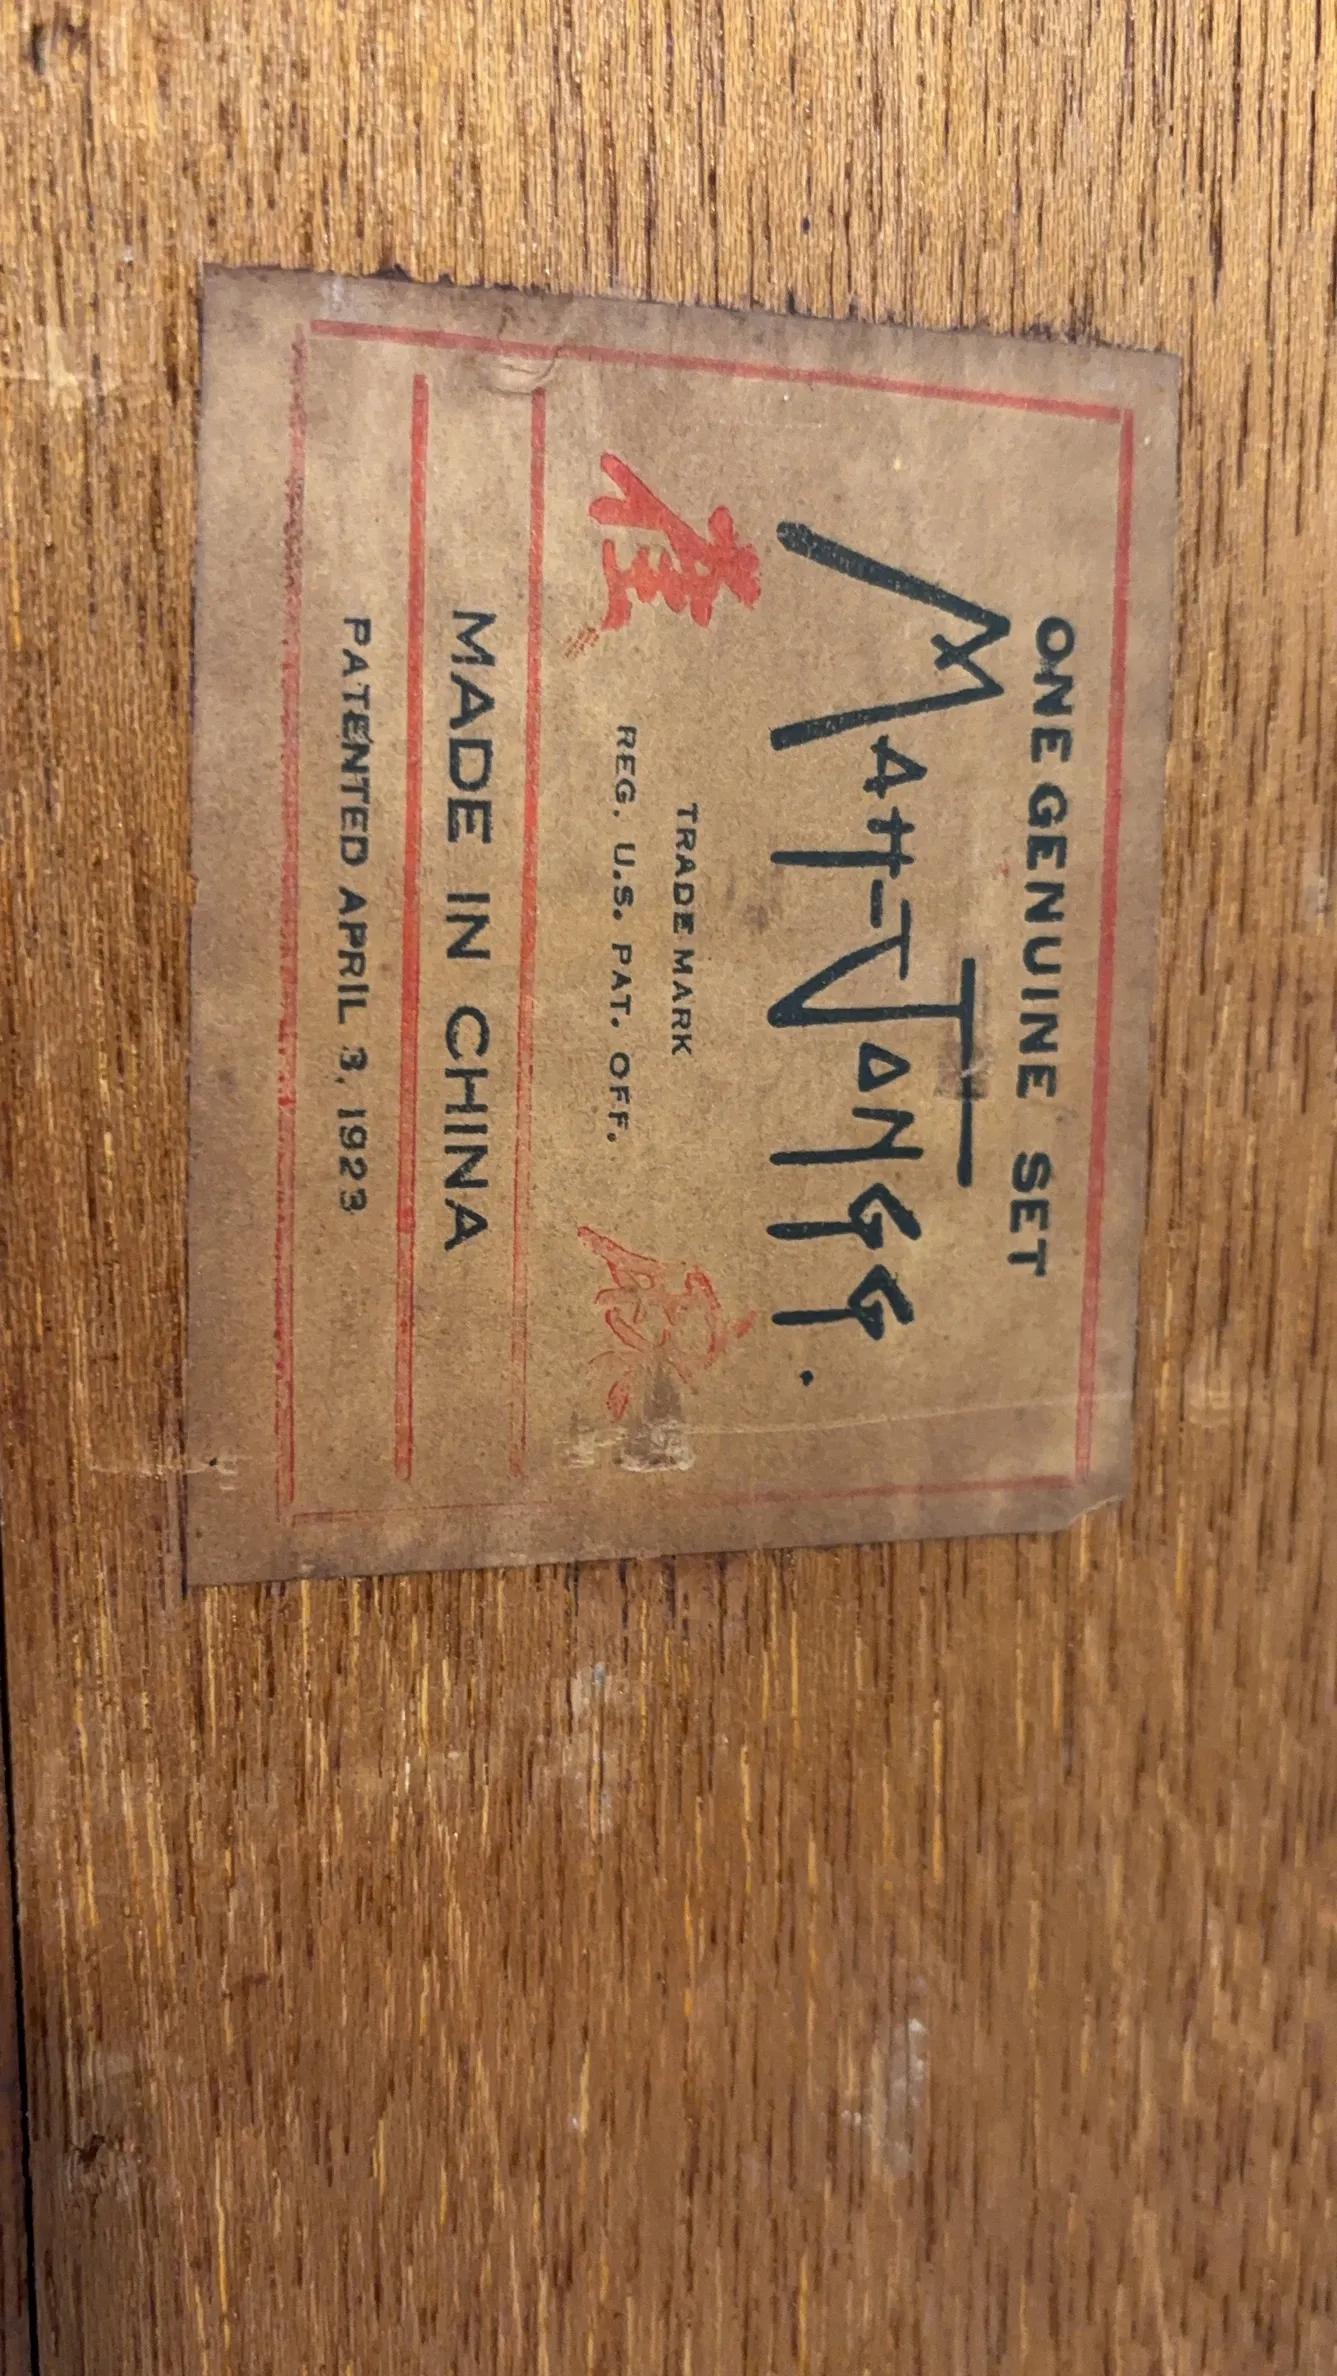 ONE GENUINE SET
MAH-JONGG.
TRADE MARK
REG. U.S. PAT. OFF.
MADE IN CHINA
PATENTED APRIL 3, 1923